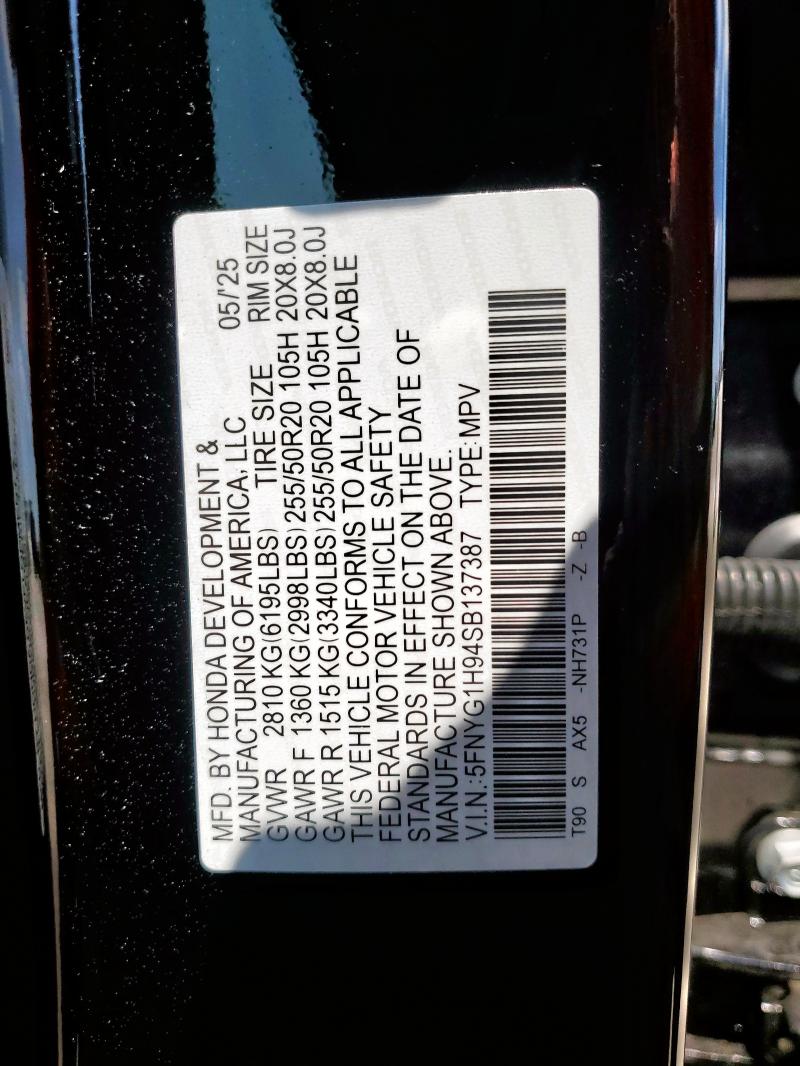 MFD. BY HONDA DEVELOPMENT &
MANUFACTURING OF AMERICA, LLC 05/'25
GVWR 2810 KG(6195LBS) TIRE SIZE RIM SIZE
GAWR F 1360 KG(2998LBS) 255/50R20 105H 20X8.0J
GAWR R 1515 KG(3340LBS) 255/50R20 105H 20X8.0J
THIS VEHICLE CONFORMS TO ALL APPLICABLE
FEDERAL MOTOR VEHICLE SAFETY
STANDARDS IN EFFECT ON THE DATE OF
MANUFACTURE SHOWN ABOVE.
V.I.N.:5FNYG1H94SB137387 TYPE:MPV
T90 S AX5 -NH731P -Z -B